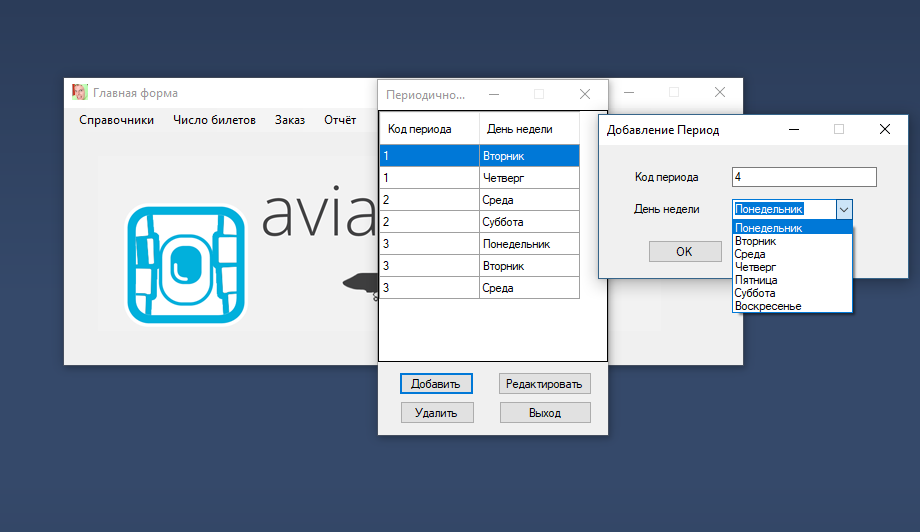 Главная форма
Справочники Число билетов Заказ Отчёт
avia
Периодично...
Код периода День недели
1 Вторник
1 Четверг
2 Среда
2 Суббота
3 Понедельник
3 Вторник
3 Среда
Добавить Редактировать
Удалить Выход
Добавление Период
Код периода 4
День недели Понедельник
Понедельник
Вторник
Среда
Четверг
Пятница
Суббота
Воскресенье
OK